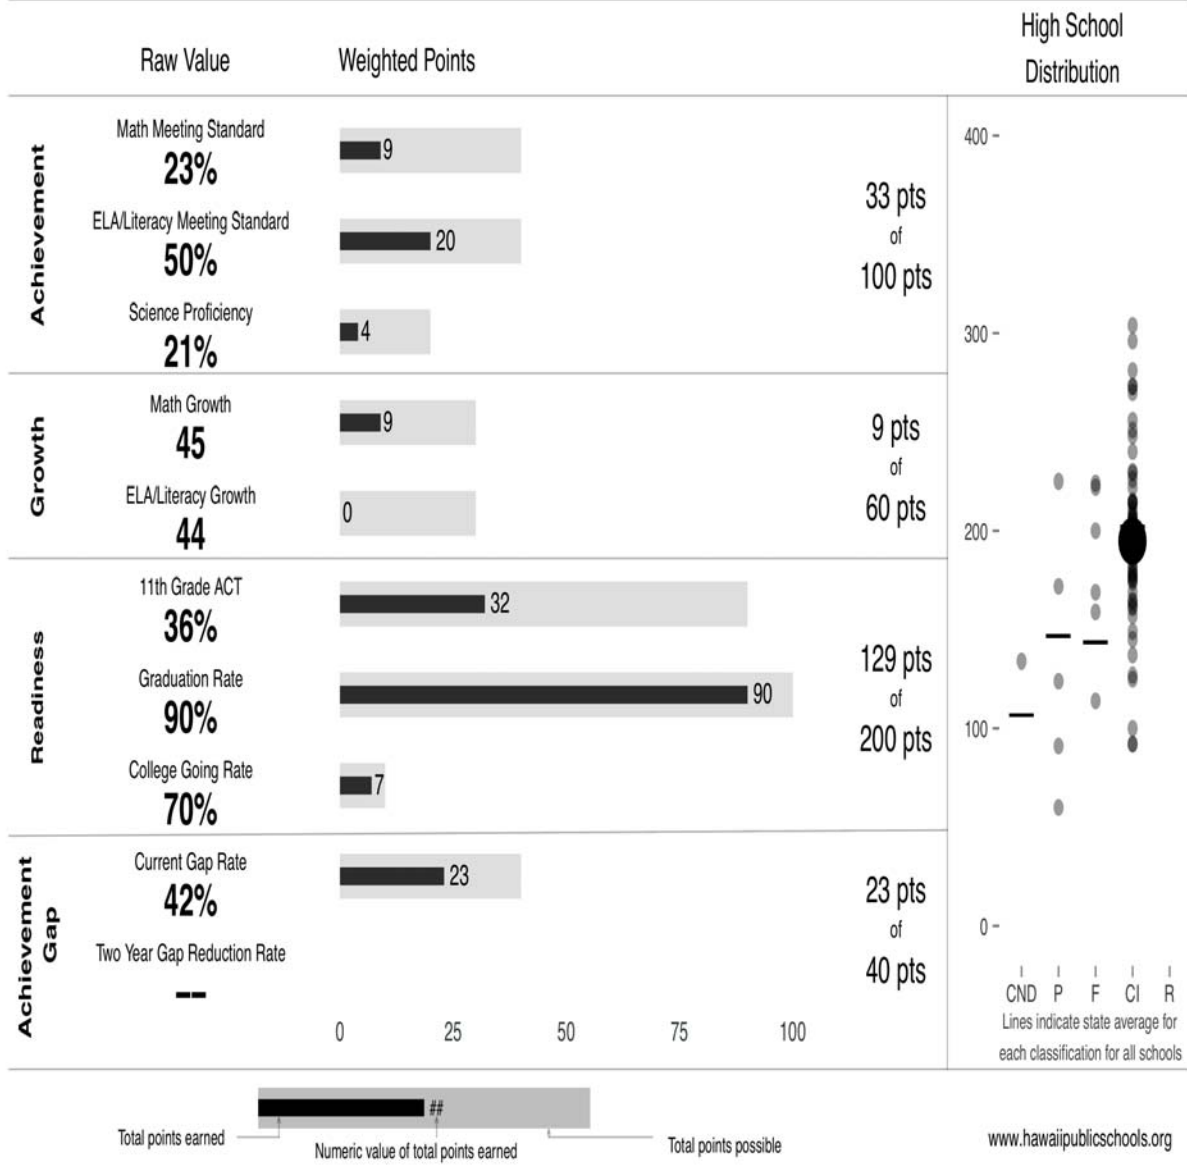 Raw Value
Weighted Points
High School
Distribution
Achievement
Math Meeting Standard
23%
9
ELA/Literacy Meeting Standard
50%
20
Science Proficiency
21%
4
33 pts
of
100 pts
Growth
Math Growth
45
9
ELA/Literacy Growth
44
0
9 pts
of
60 pts
Readiness
11th Grade ACT
36%
32
Graduation Rate
90%
90
College Going Rate
70%
7
129 pts
of
200 pts
Achievement
Gap
Current Gap Rate
42%
23
Two Year Gap Reduction Rate
--
23 pts
of
40 pts
0 25 50 75 100
400
300
200
100
0
CND P F CI R
Lines indicate state average for
each classification for all schools
##
Total points earned
Numeric value of total points earned
Total points possible
www.hawaiipublicschools.org